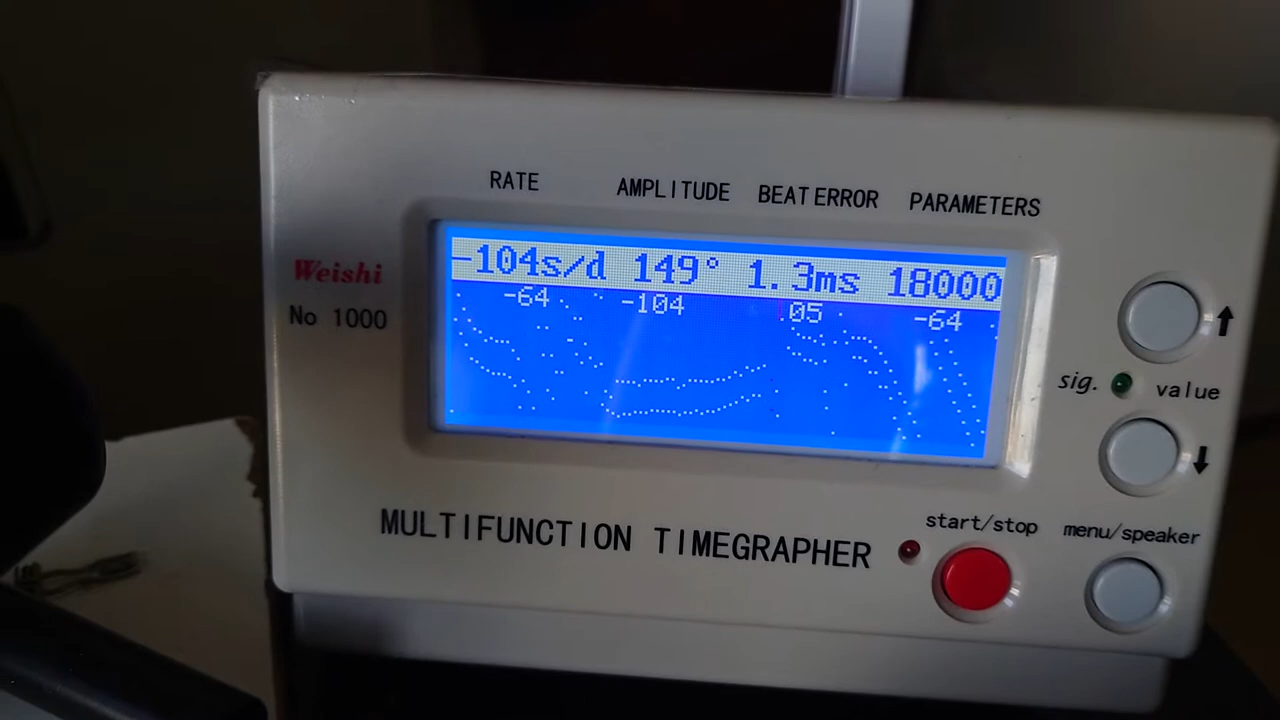 RATE AMPLITUDE BEAT ERROR PARAMETERS
-104s/d 149° 1.3ms 18000
-64 -104 .05 -64
Weishi
No 1000
sig. value
MULTIFUNCTION TIMEGRAPHER
start/stop menu/speaker